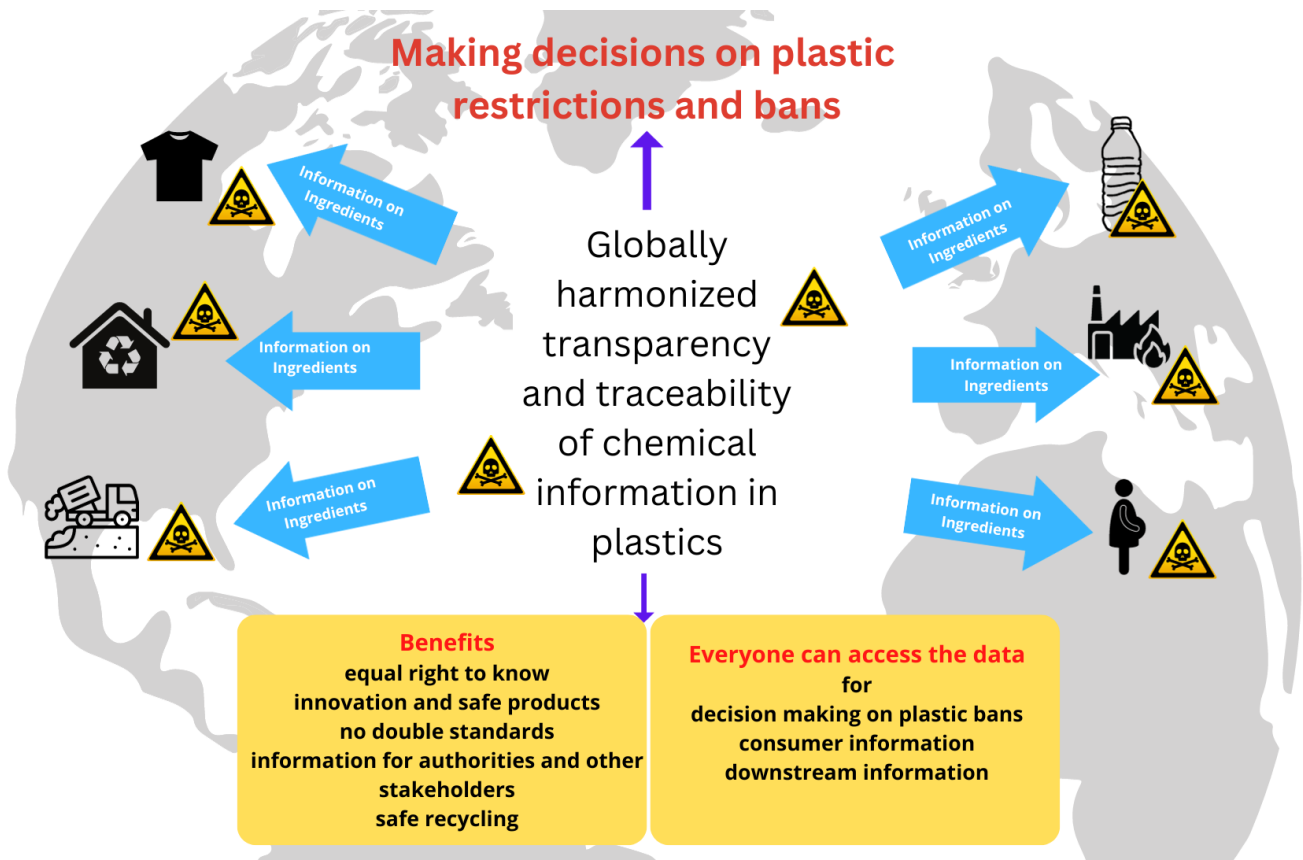 Making decisions on plastic
restrictions and bans
Information on
Ingredients
Information on
Ingredients
Information on
Ingredients
Globally
harmonized
transparency
and traceability
of chemical
information in
plastics
Information on
Ingredients
Information on
Ingredients
Information on
Ingredients
Benefits
equal right to know
innovation and safe products
no double standards
information for authorities and other
stakeholders
safe recycling
Everyone can access the data
for
decision making on plastic bans
consumer information
downstream information